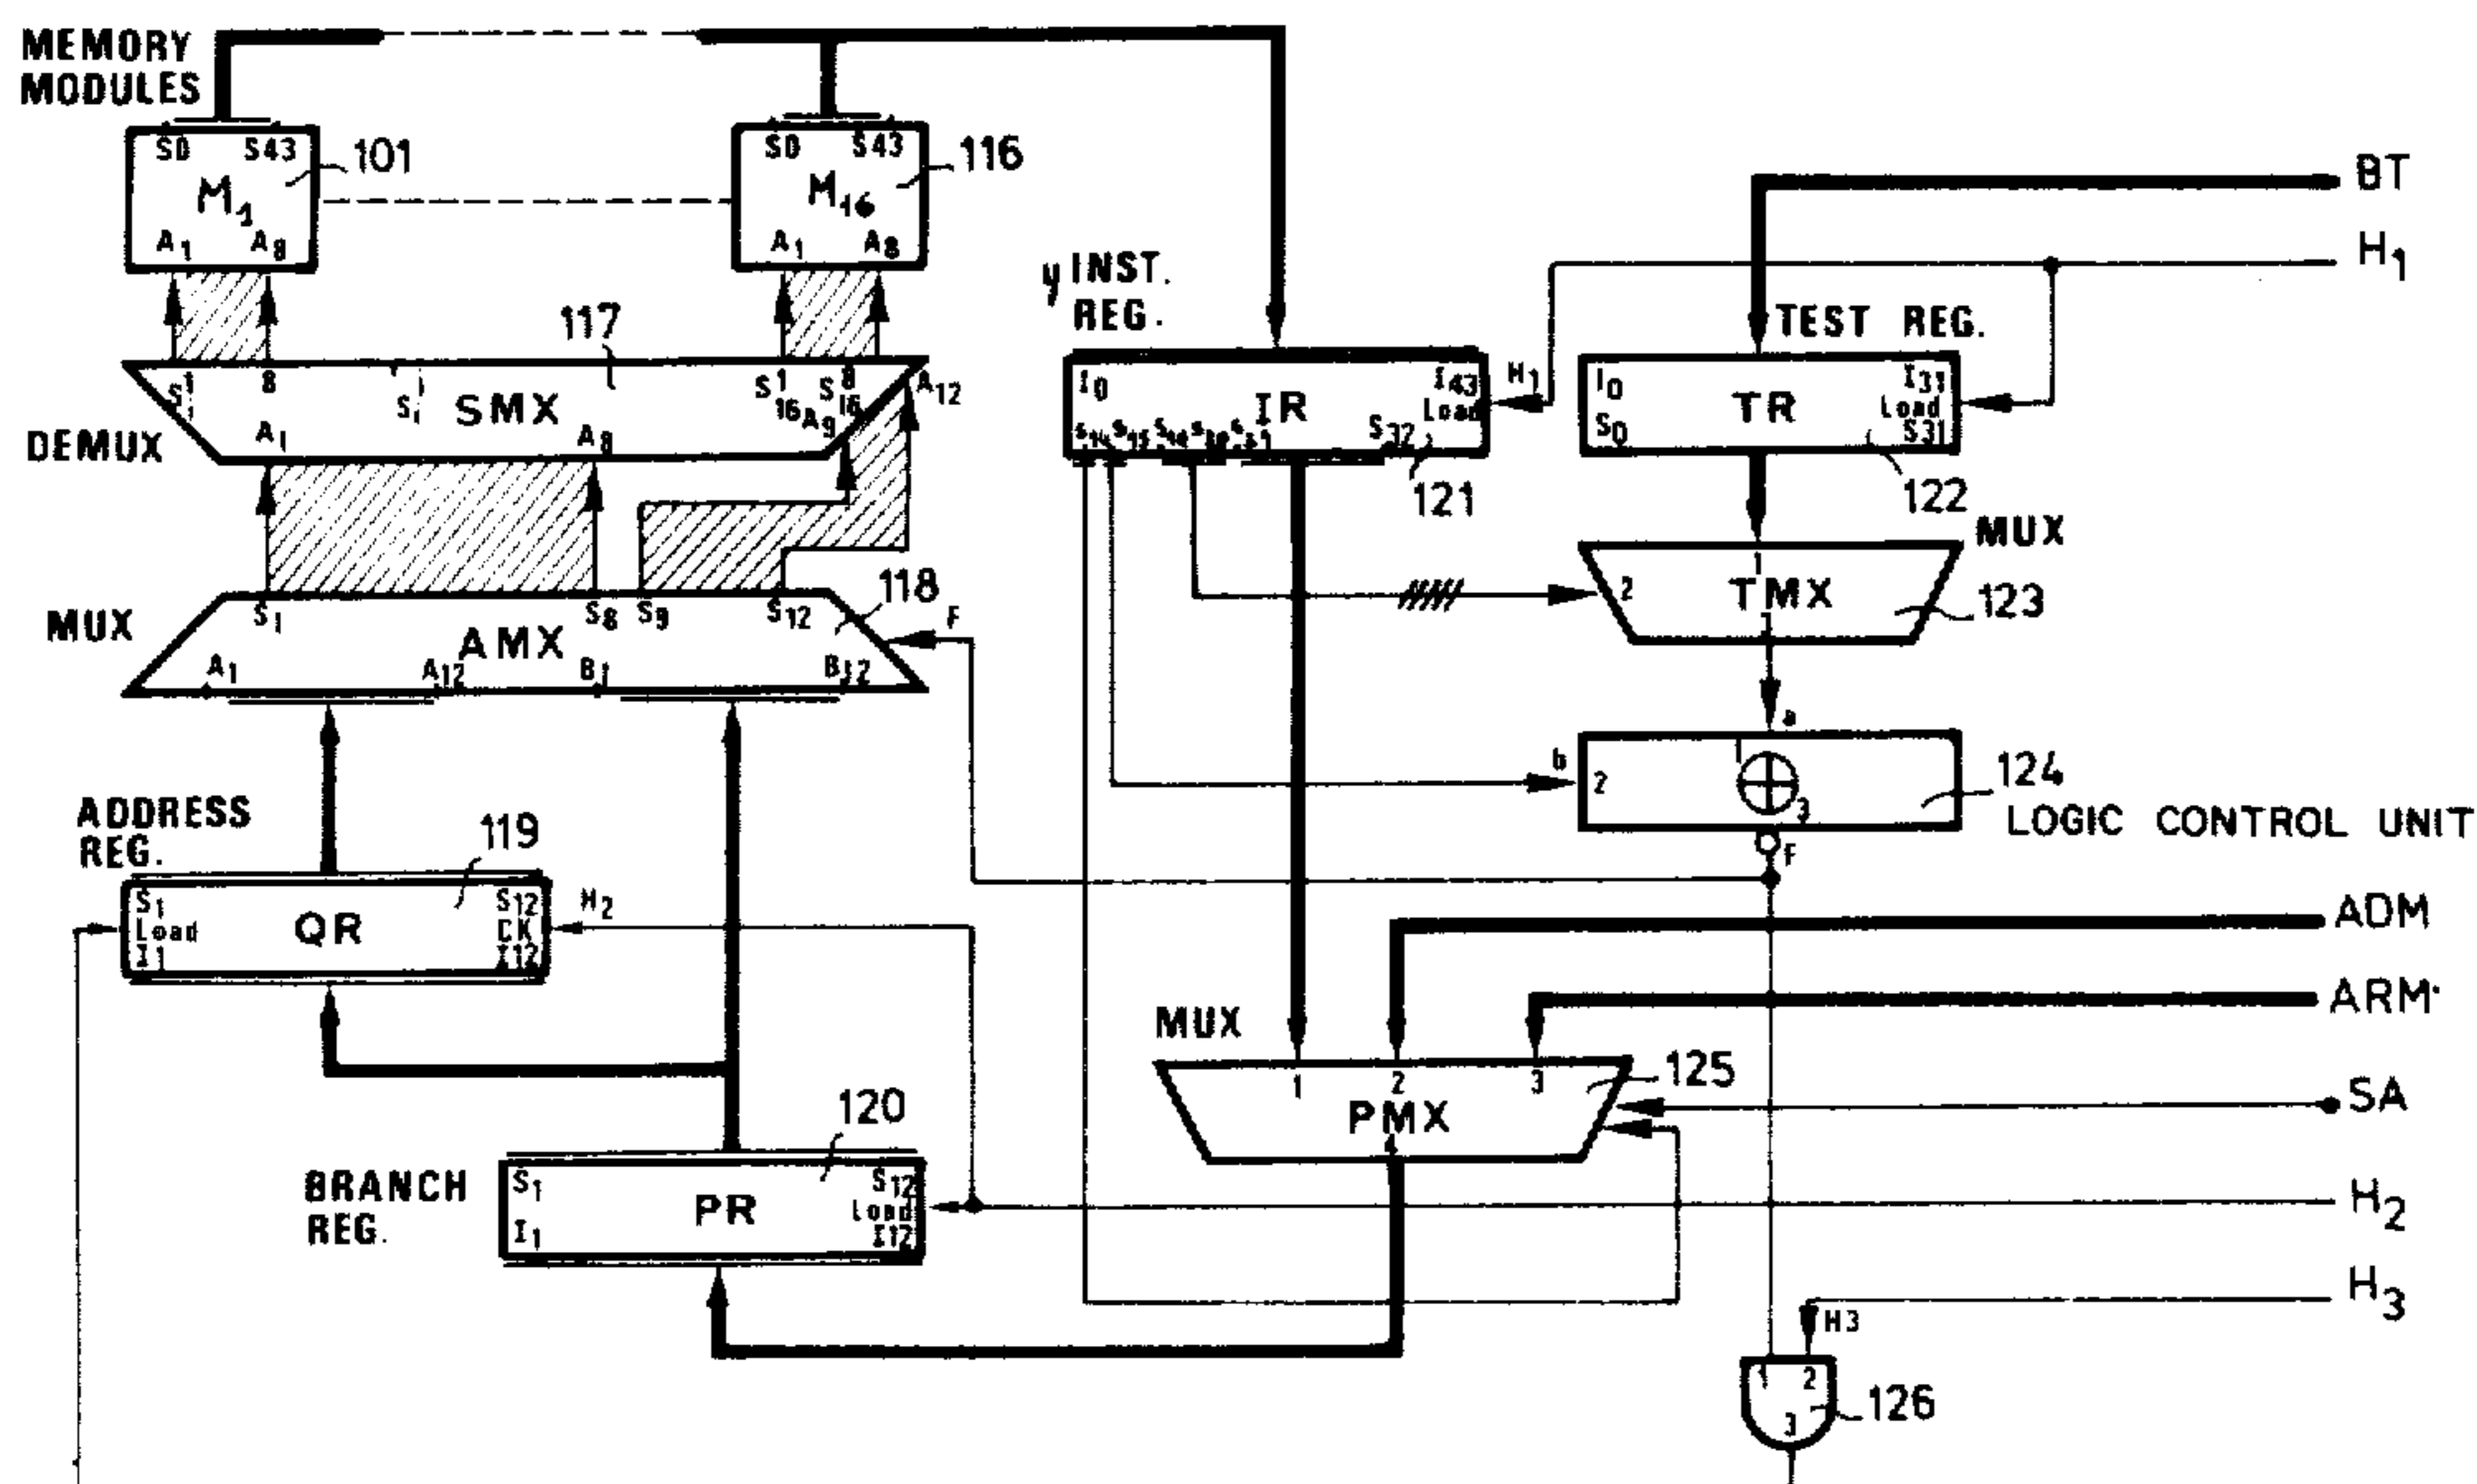 MEMORY
MODULES
S0 S43
101
M1
A1 A8
S0 S43
116
M16
A1 A8
BT
H1
y INST.
REG.
TEST REG.
117
8
SMX
A1 A8
A9
A12
DEMUX
I0 I43
H1
Load
IR
S32
121
I0 I31
TR
Load
S0 S31
122
MUX
1
2
TMX
123
118
F
S1 S8 S9 S12
MUX
AMX
A1 A12 B1 B12
a
b
2
1
3
124
LOGIC CONTROL UNIT
F
ADDRESS
REG.
119
S1 S12
Load QR CK
I1 I12
H2
ADM
ARM
MUX
1 2 3
125
PMX
4
SA
120
BRANCH
REG.
S1 S12
PR
Load
I1 I12
H2
H3
H3
2
3
126